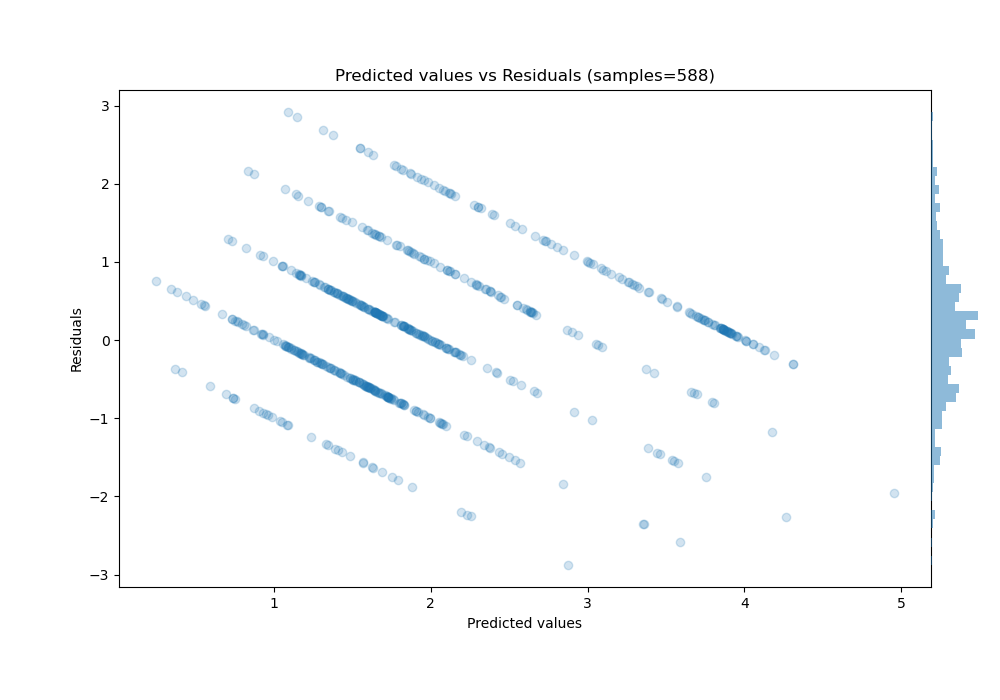 Predicted values vs Residuals (samples=588)
3
2
1
0
−1
−2
−3
Residuals
1 2 3 4 5
Predicted values